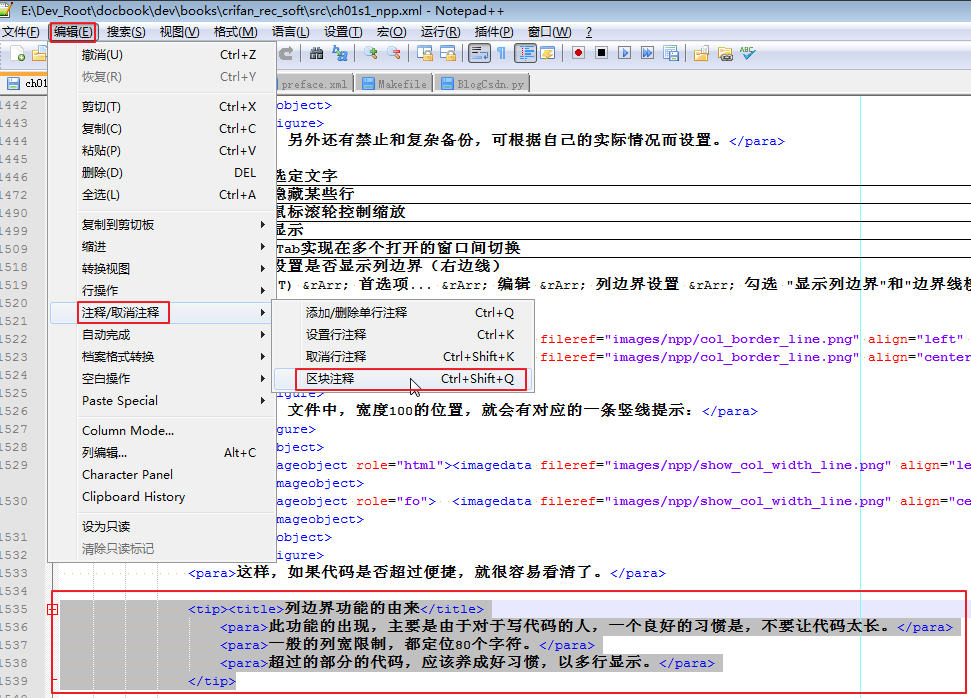 E:\Dev_Root\docbook\dev\books\crifan_rec_soft\src\ch01s1_npp.xml - Notepad++
文件(F) 编辑(E) 搜索(S) 视图(V) 格式(M) 语言(L) 设置(T) 宏(O) 运行(R) 插件(P) 窗口(W) ?
ch01 preface.xml Makefile BlogCsdn.py
撤消(U) Ctrl+Z
恢复(R) Ctrl+Y
剪切(T) Ctrl+X
复制(C) Ctrl+C
粘贴(P) Ctrl+V
删除(D) DEL
全选(L) Ctrl+A
复制到剪切板
缩进
转换视图
行操作
注释/取消注释
自动完成
档案格式转换
空白操作
Paste Special
Column Mode...
列编辑... Alt+C
Character Panel
Clipboard History
设为只读
清除只读标记
添加/删除单行注释 Ctrl+Q
设置行注释 Ctrl+K
取消行注释 Ctrl+Shift+K
区块注释 Ctrl+Shift+Q
1442 object>
1443 igure>
1444 另外还有禁止和复杂备份，可根据自己的实际情况而设置。</para>
1445
1446 选定文字
1472 隐藏某些行
1490 鼠标滚轮控制缩放
1499 显示
1509 Tab实现在多个打开的窗口间切换
1518 设置是否显示列边界（右边线）
1519 T) &rArr; 首选项... &rArr; 编辑 &rArr; 列边界设置 &rArr; 勾选 "显示列边界"和"边界线模
1520
1521
1522 fileref="images/npp/col_border_line.png" align="left"
1523 fileref="images/npp/col_border_line.png" align="center
1524
1525 igure>
1526 文件中，宽度100的位置，就会有对应的一条竖线提示：</para>
1527 gure>
1528 bject>
1529 ageobject role="html"><imagedata fileref="images/npp/show_col_width_line.png" align="le
mageobject>
1530 ageobject role="fo"> <imagedata fileref="images/npp/show_col_width_line.png" align="ce
mageobject>
1531 object>
1532 igure>
1533 <para>这样，如果代码是否超过便捷，就很容易看清了。</para>
1534
1535 <tip><title>列边界功能的由来</title>
1536 <para>此功能的出现，主要是由于对于写代码的人，一个良好的习惯是，不要让代码太长。</para>
1537 <para>一般的列宽限制，都定位80个字符。</para>
1538 <para>超过的部分的代码，应该养成好习惯，以多行显示。</para>
1539 </tip>